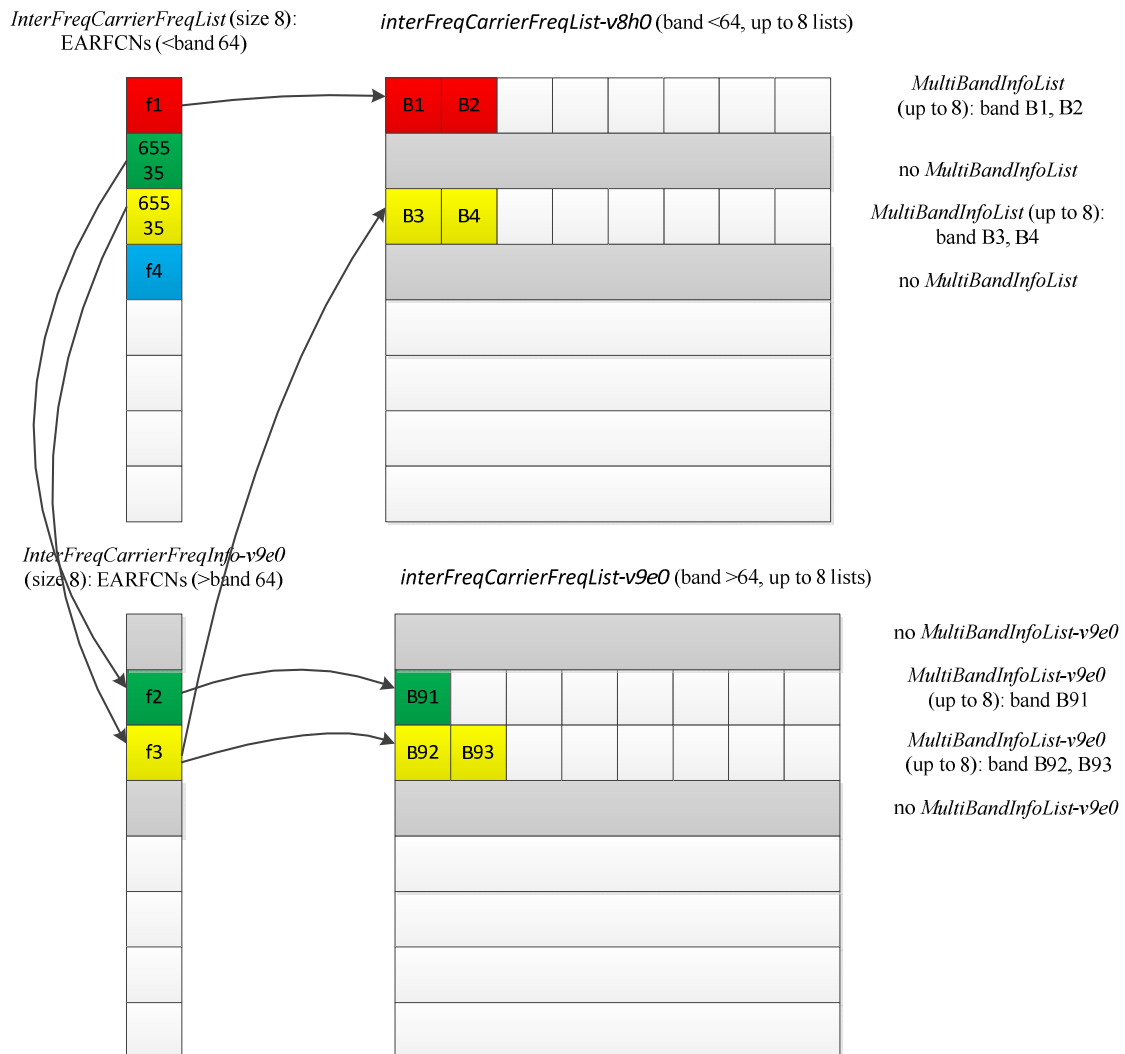 InterFreqCarrierFreqList (size 8):
EARFCNs (<band 64)
interFreqCarrierFreqList-v8h0 (band <64, up to 8 lists)
f1
B1 B2
MultiBandInfoList
(up to 8): band B1, B2
655
35
no MultiBandInfoList
655
35
B3 B4
MultiBandInfoList (up to 8):
band B3, B4
f4
no MultiBandInfoList
InterFreqCarrierFreqInfo-v9e0
(size 8): EARFCNs (>band 64)
interFreqCarrierFreqList-v9e0 (band >64, up to 8 lists)
no MultiBandInfoList-v9e0
f2
B91
MultiBandInfoList-v9e0
(up to 8): band B91
f3
B92 B93
MultiBandInfoList-v9e0
(up to 8): band B92, B93
no MultiBandInfoList-v9e0